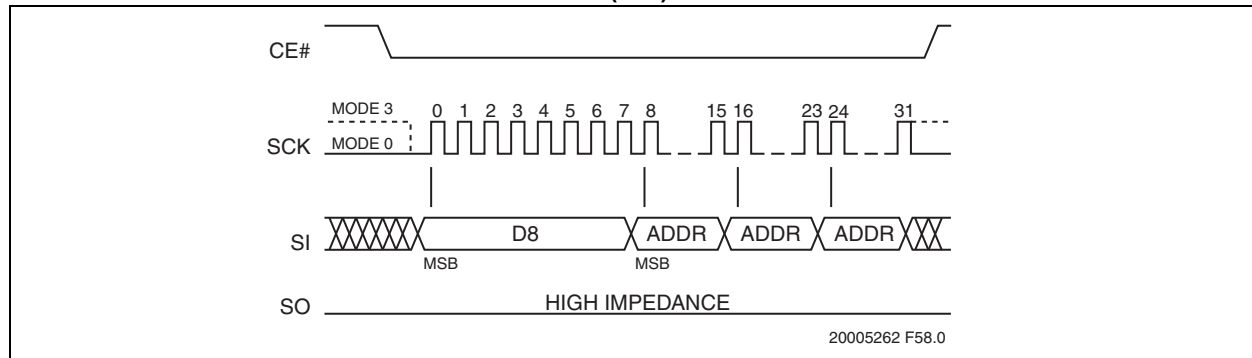 CE#
MODE 3
0 1 2 3 4 5 6 7 8 15 16 23 24 31
SCK MODE 0
SI D8 ADDR ADDR ADDR
MSB MSB
SO HIGH IMPEDANCE
20005262 F58.0